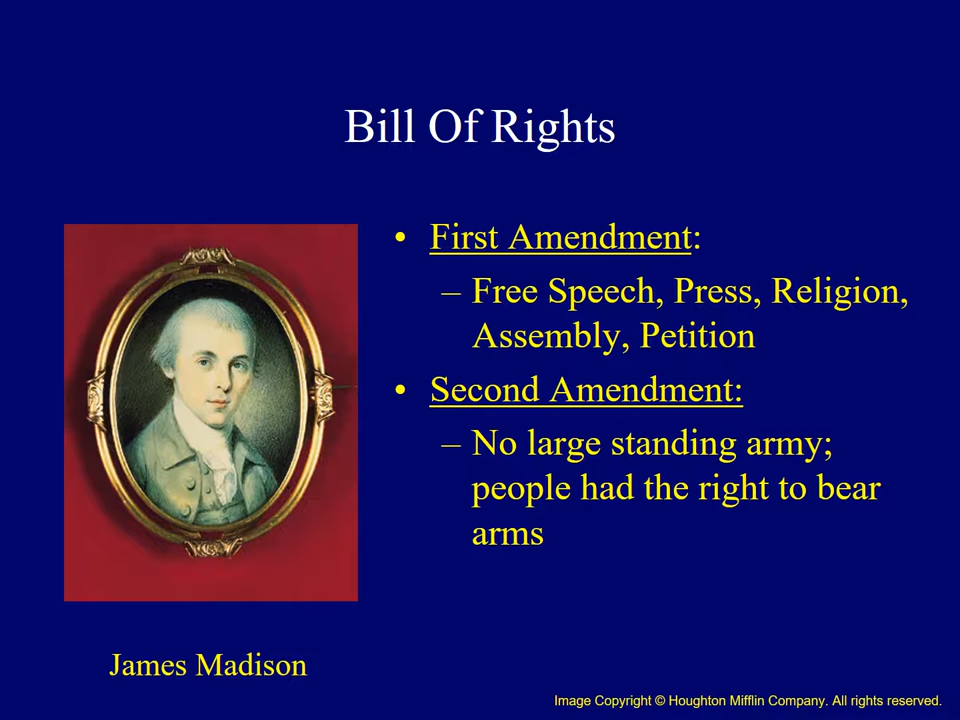 Bill Of Rights
• First Amendment:
– Free Speech, Press, Religion,
Assembly, Petition
• Second Amendment:
– No large standing army;
people had the right to bear
arms
James Madison
Image Copyright © Houghton Mifflin Company. All rights reserved.